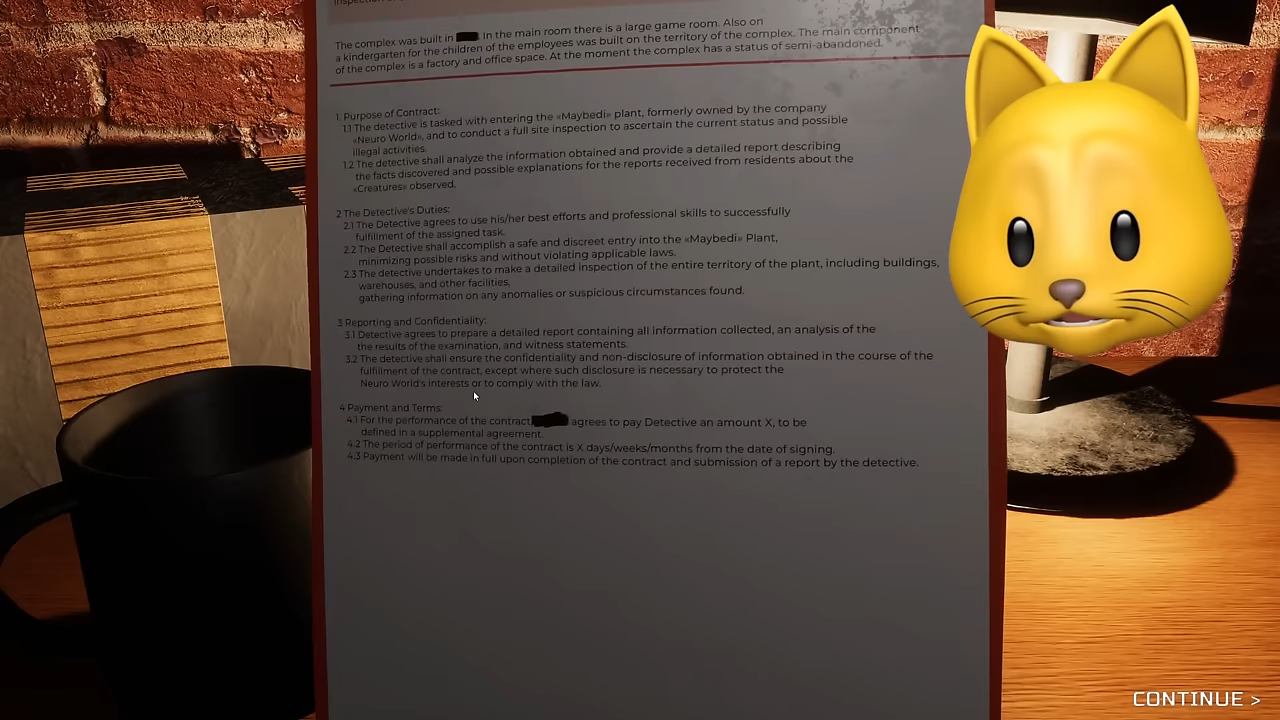 The complex was built in in the main room there is a large game room. Also on
a kindergarten for the children of the employees was built on the territory of the complex. The main component
of the complex is a factory and office space. At the moment the complex has a status of semi-abandoned.
1. Purpose of Contract:
1.1 The detective is tasked with entering the «Maybedi» plant, formerly owned by the company
«Neuro World», and to conduct a full site inspection to ascertain the current status and possible
illegal activities.
1.2 The detective shall analyze the information obtained and provide a detailed report describing
the facts discovered and possible explanations for the reports received from residents about the
«Creatures» observed.
2 The Detective's Duties:
2.1 The Detective agrees to use his/her best efforts and professional skills to successfully
fulfillment of the assigned task.
2.2 The Detective shall accomplish a safe and discreet entry into the «Maybedi» Plant,
minimizing possible risks and without violating applicable laws.
2.3 The detective undertakes to make a detailed inspection of the entire territory of the plant, including buildings,
warehouses, and other facilities,
gathering information on any anomalies or suspicious circumstances found.
3 Reporting and Confidentiality:
3.1 Detective agrees to prepare a detailed report containing all information collected, an analysis of the
the results of the examination, and witness statements.
3.2 The detective shall ensure the confidentiality and non-disclosure of information obtained in the course of the
fulfillment of the contract, except where such disclosure is necessary to protect the
Neuro World's interests or to comply with the law.
4 Payment and Terms:
4.1 For the performance of the contract, agrees to pay Detective an amount X, to be
defined in a supplemental agreement.
4.2 The period of performance of the contract is X days/weeks/months from the date of signing.
4.3 Payment will be made in full upon completion of the contract and submission of a report by the detective.
CONTINUE >